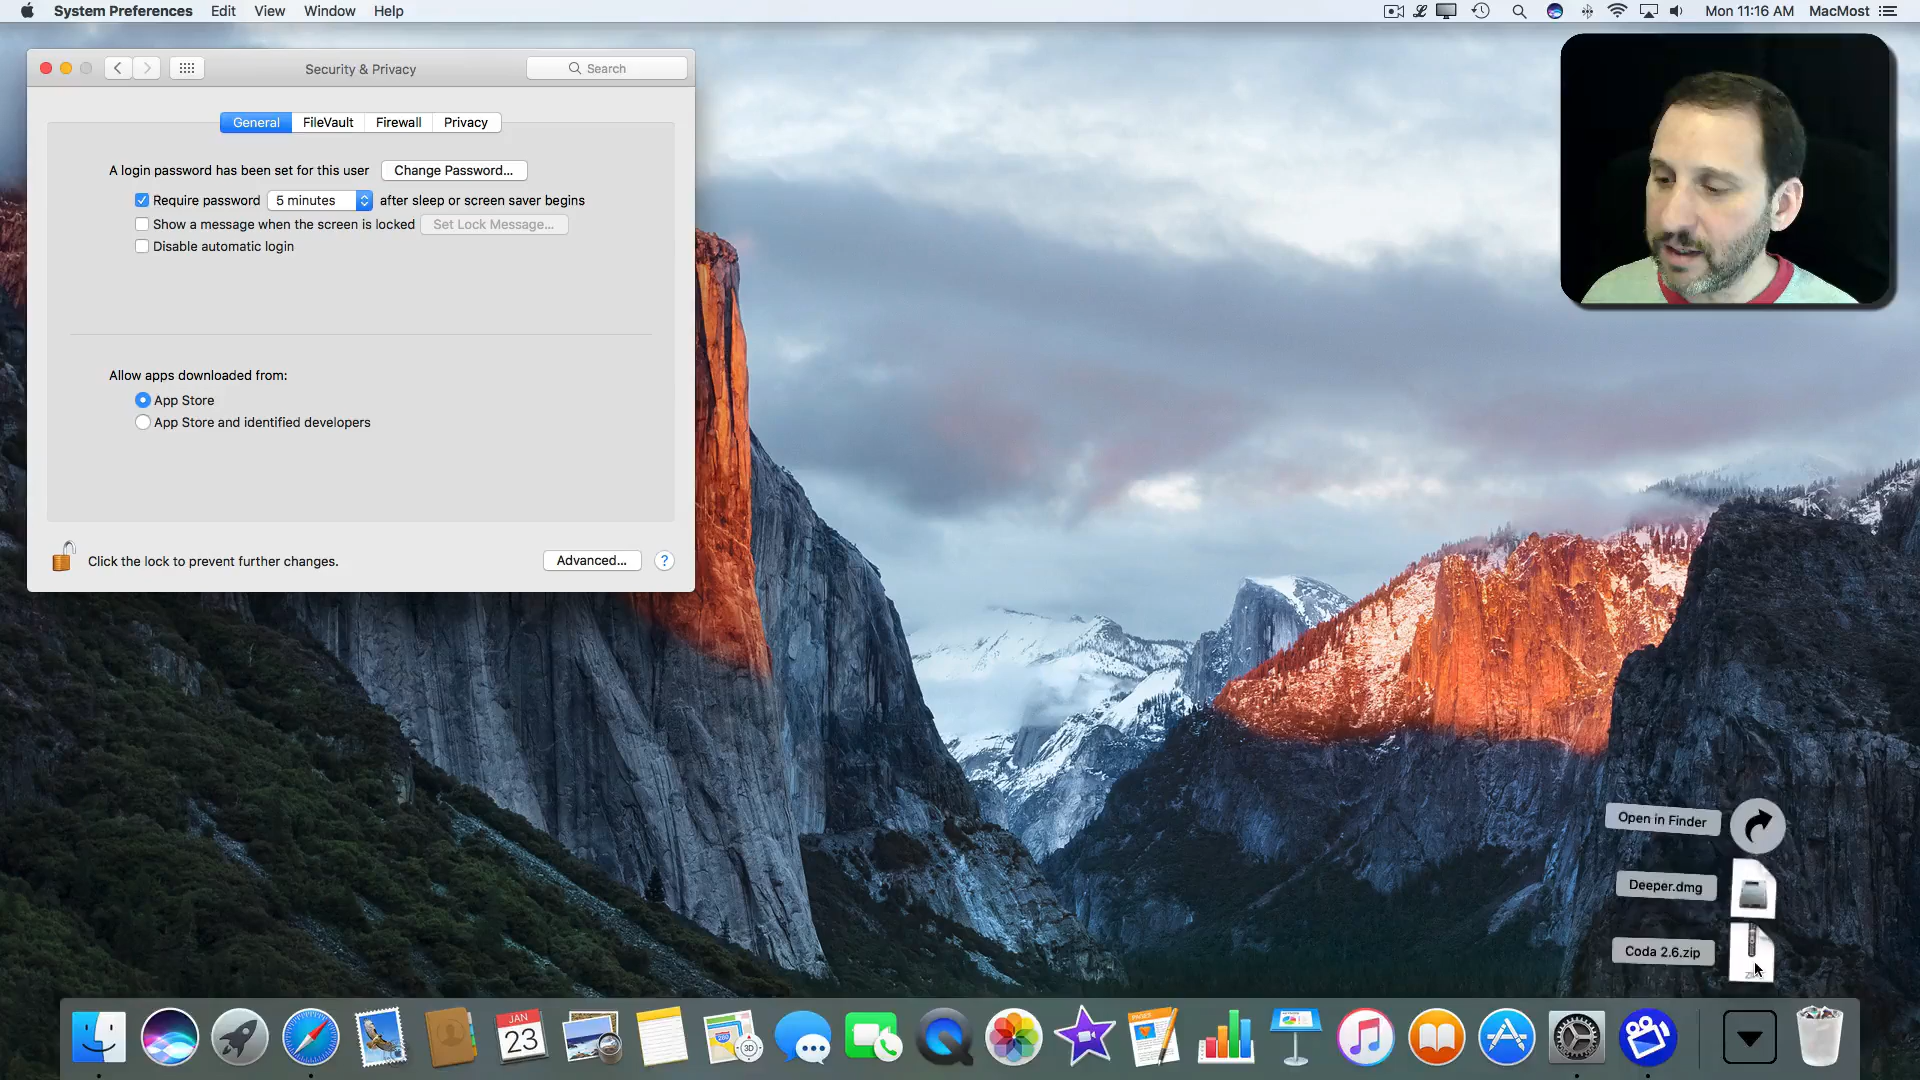 System Preferences Edit View Window Help
Mon 11:16 AM MacMost
Security & Privacy
Search
General FileVault Firewall Privacy
A login password has been set for this user Change Password...
Require password 5 minutes after sleep or screen saver begins
Show a message when the screen is locked Set Lock Message...
Disable automatic login
Allow apps downloaded from:
App Store
App Store and identified developers
Click the lock to prevent further changes. Advanced... ?
Open in Finder
Deeper.dmg
Coda 2.6.zip
JAN
23
3D